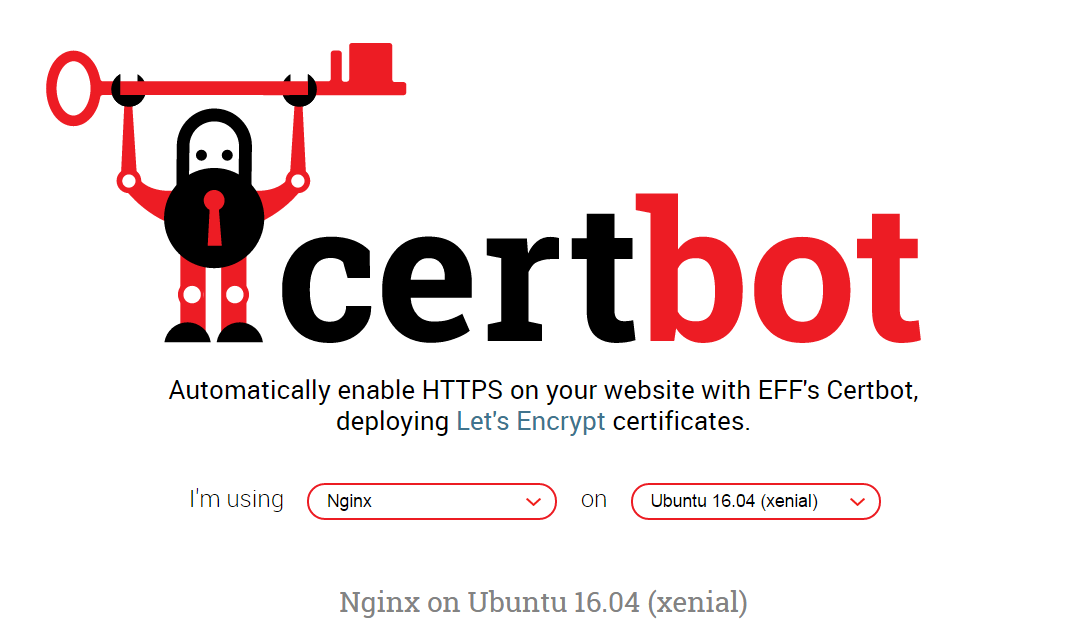 certbot
Automatically enable HTTPS on your website with EFF's Certbot,
deploying Let's Encrypt certificates.
I'm using Nginx on Ubuntu 16.04 (xenial)
Nginx on Ubuntu 16.04 (xenial)